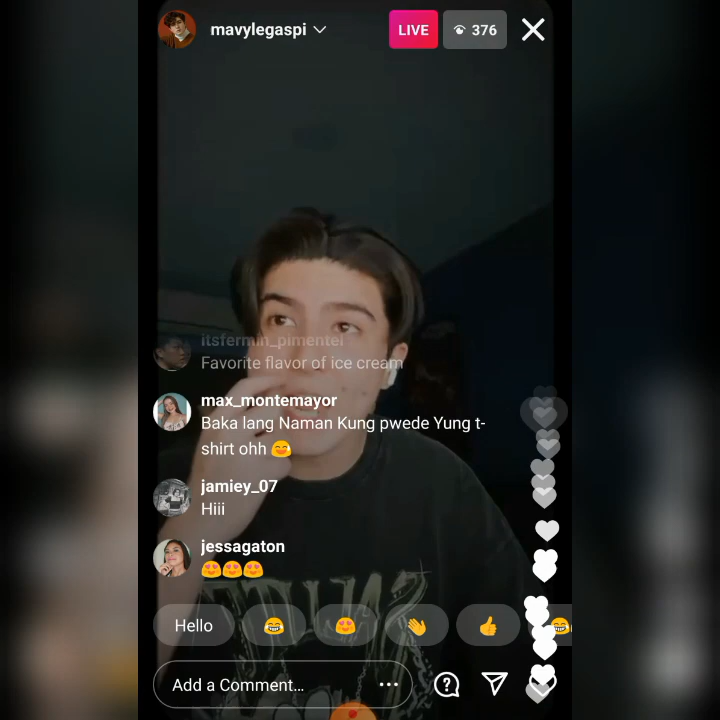 mavylegaspi
LIVE
376
itsfermin_pimentel
Favorite flavor of ice cream
max_montemayor
Baka lang Naman Kung pwede Yung t-
shirt ohh 😅
jamiey_07
Hiii
jessagaton
😍😍😍
Hello 😂 😍 👋 👍 😂
Add a Comment...